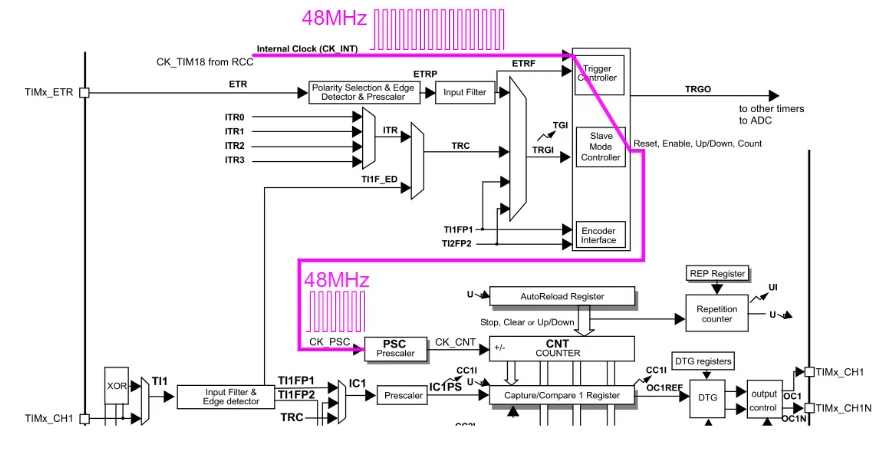 48MHz
Internal Clock (CK_INT)
CK_TIM18 from RCC
Trigger
Controller
ETRF
ETRP
ETR
TIMx_ETR
Polarity Selection & Edge
Detector & Prescaler
Input Filter
TRGO
to other timers
to ADC
ITR0
ITR1
ITR2
ITR3
ITR
TRC
TGI
TRGI
Slave
Mode
Controller
Reset, Enable, Up/Down, Count
TI1F_ED
TI1FP1
TI2FP2
Encoder
Interface
48MHz
REP Register
UI
U
AutoReload Register
Repetition
counter
U
Stop, Clear or Up/Down
CK_PSC
PSC
Prescaler
CK_CNT
+/-
CNT
COUNTER
CC1I
U
CC1I
DTG registers
TIMx_CH1
XOR
TI1
Input Filter &
Edge detector
TI1FP1
TI1FP2
TRC
IC1
Prescaler
IC1PS
Capture/Compare 1 Register
OC1REF
DTG
output
control
OC1
TIMx_CH1N
OC1N
TIMx_CH1